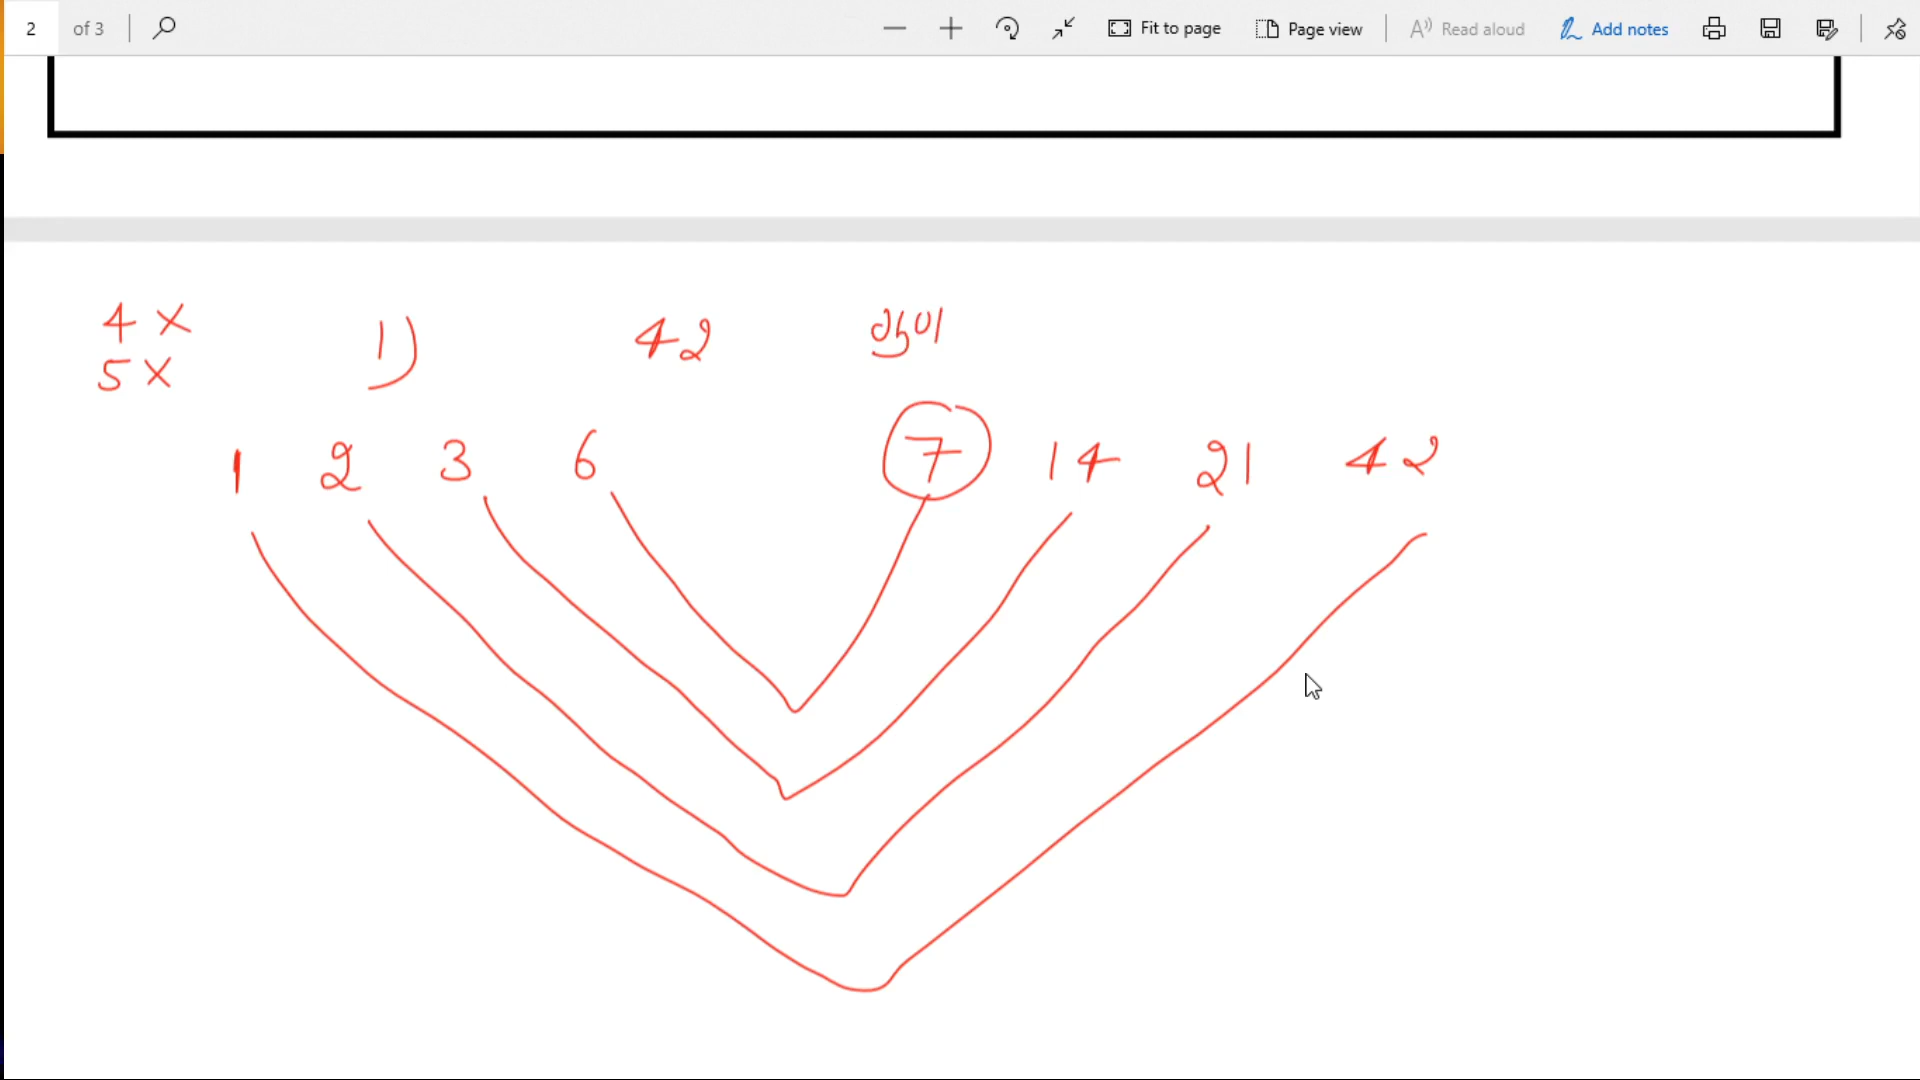 2 of 3 Fit to page Page view Read aloud Add notes
4 X
5 X
1) 42
1 2 3 6 7 14 21 42